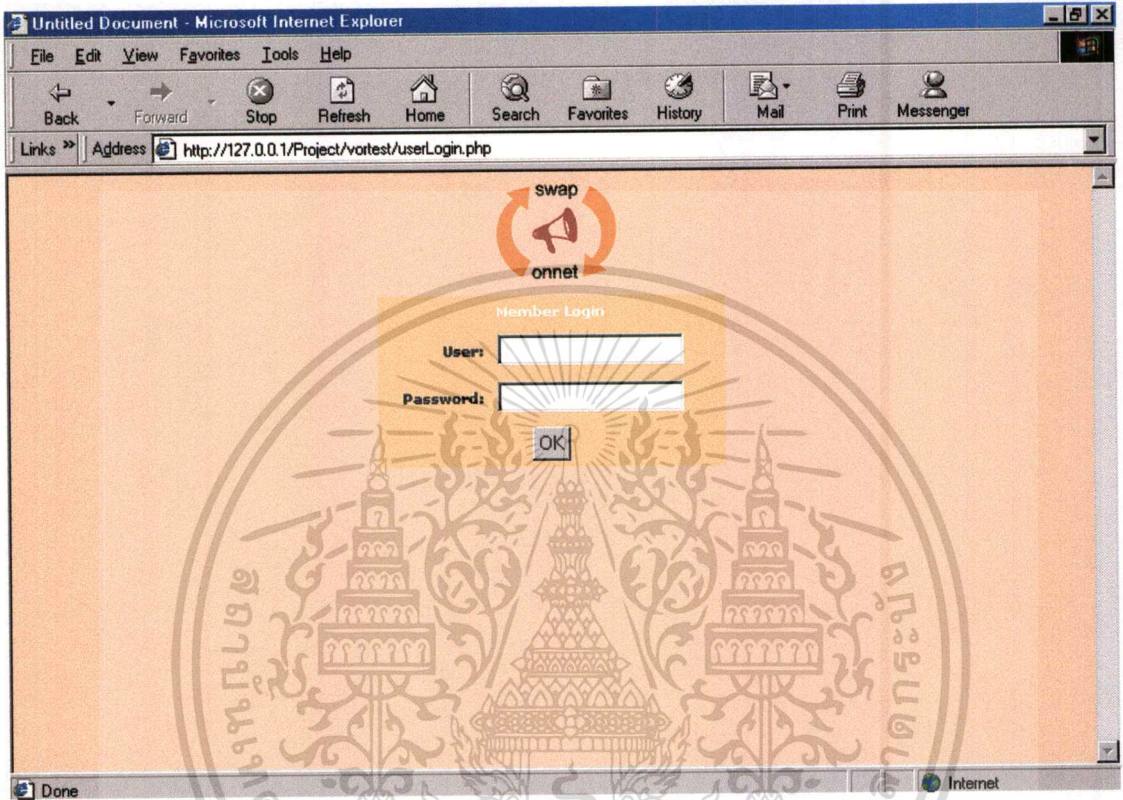 Untitled Document - Microsoft Internet Explorer
File Edit View Favorites Tools Help
Back Forward Stop Refresh Home Search Favorites History Mail Print Messenger
Links » Address http://127.0.0.1/Project/vortest/userLogin.php
swap
onnet
Member Login
User:
Password:
OK
Done Internet